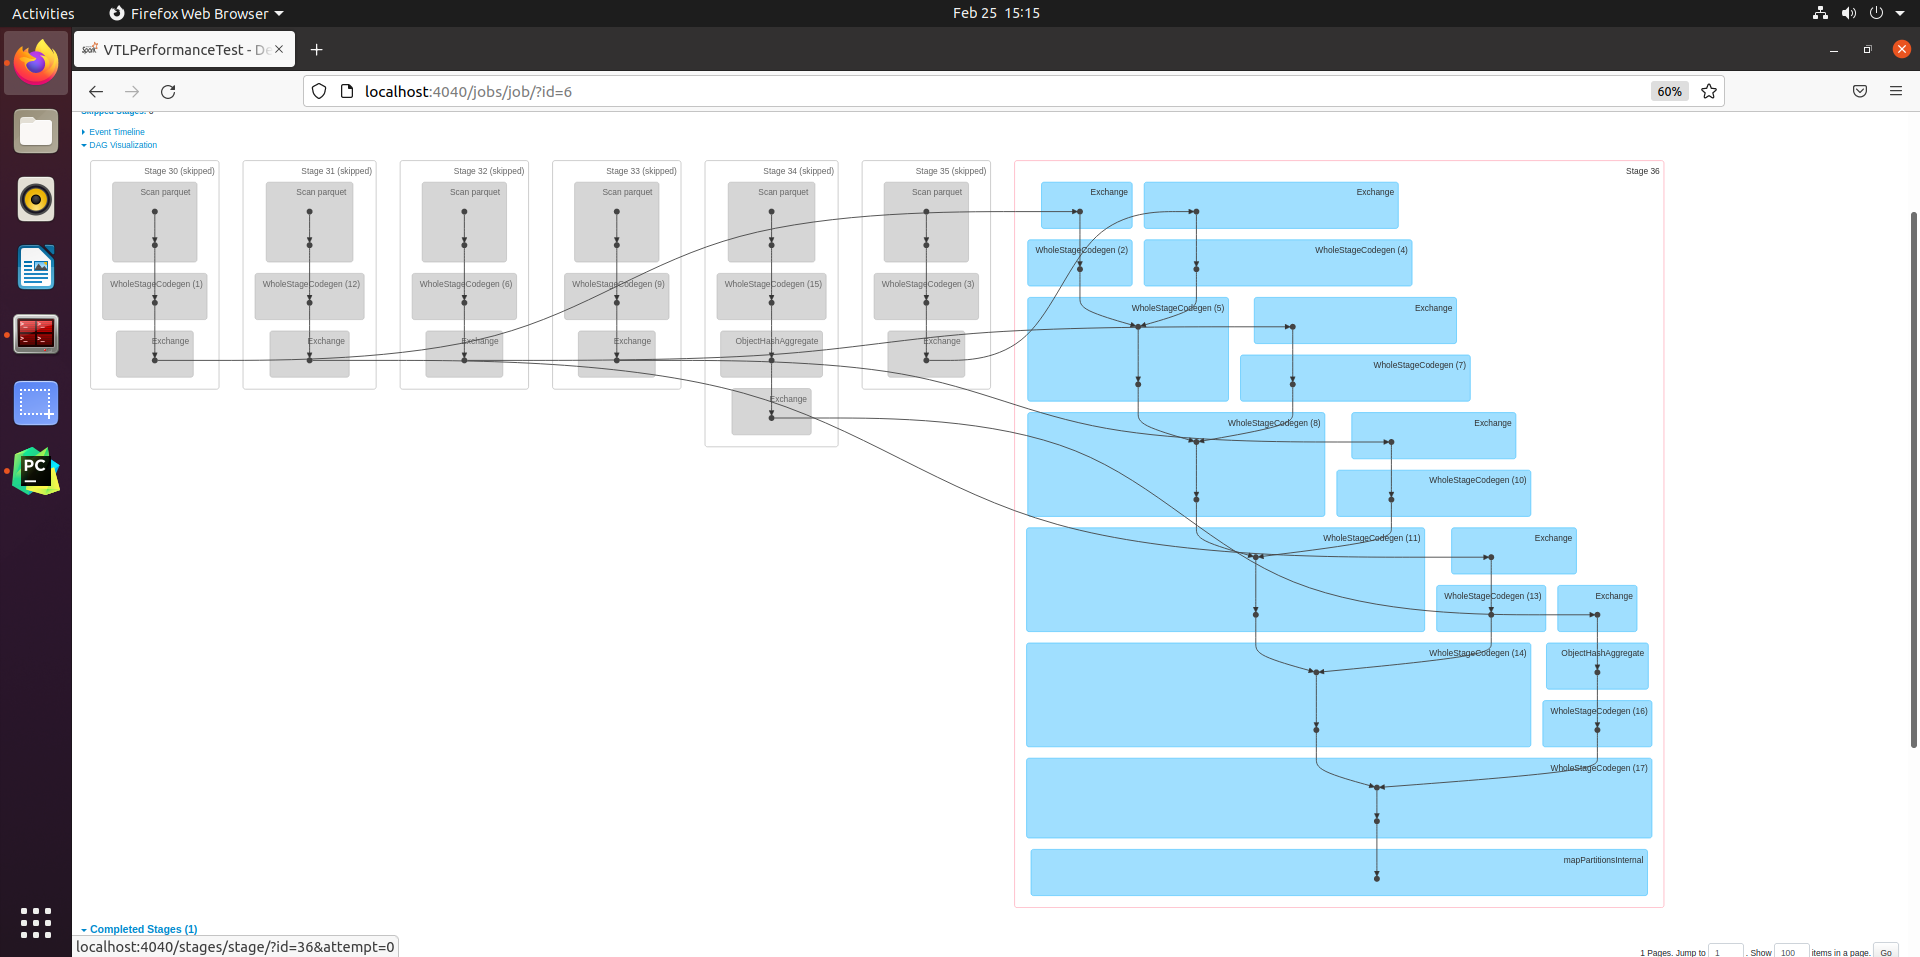 Activities
Firefox Web Browser
Feb 25 15:15
VTLPerformanceTest - De
localhost:4040/jobs/job/?id=6
60%
Event Timeline
DAG Visualization
Stage 30 (skipped)
Scan parquet
WholeStageCodegen (1)
Exchange
Stage 31 (skipped)
Scan parquet
WholeStageCodegen (12)
Exchange
Stage 32 (skipped)
Scan parquet
WholeStageCodegen (6)
Exchange
Stage 33 (skipped)
Scan parquet
WholeStageCodegen (9)
Exchange
Stage 34 (skipped)
Scan parquet
WholeStageCodegen (15)
ObjectHashAggregate
Exchange
Stage 35 (skipped)
Scan parquet
WholeStageCodegen (3)
Exchange
Stage 36
Exchange
Exchange
WholeStageCodegen (2)
WholeStageCodegen (4)
WholeStageCodegen (5)
Exchange
WholeStageCodegen (7)
WholeStageCodegen (8)
Exchange
WholeStageCodegen (10)
WholeStageCodegen (11)
Exchange
WholeStageCodegen (13)
Exchange
WholeStageCodegen (14)
ObjectHashAggregate
WholeStageCodegen (16)
WholeStageCodegen (17)
mapPartitionsInternal
PC
Completed Stages (1)
localhost:4040/stages/stage/?id=36&attempt=0
1 Pages. Jump to 1 . Show 100 items in a page. Go